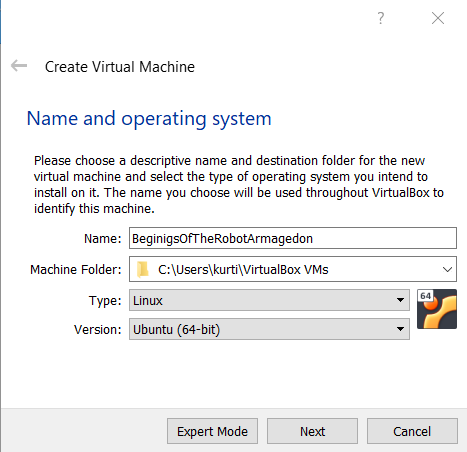 ?
Create Virtual Machine
Name and operating system
Please choose a descriptive name and destination folder for the new
virtual machine and select the type of operating system you intend to
install on it. The name you choose will be used throughout VirtualBox to
identify this machine.
Name: BeginigsOfTheRobotArmagedon
Machine Folder: C:\Users\kurti\VirtualBox VMs
Type: Linux
64
Version: Ubuntu (64-bit)
Expert Mode Next Cancel